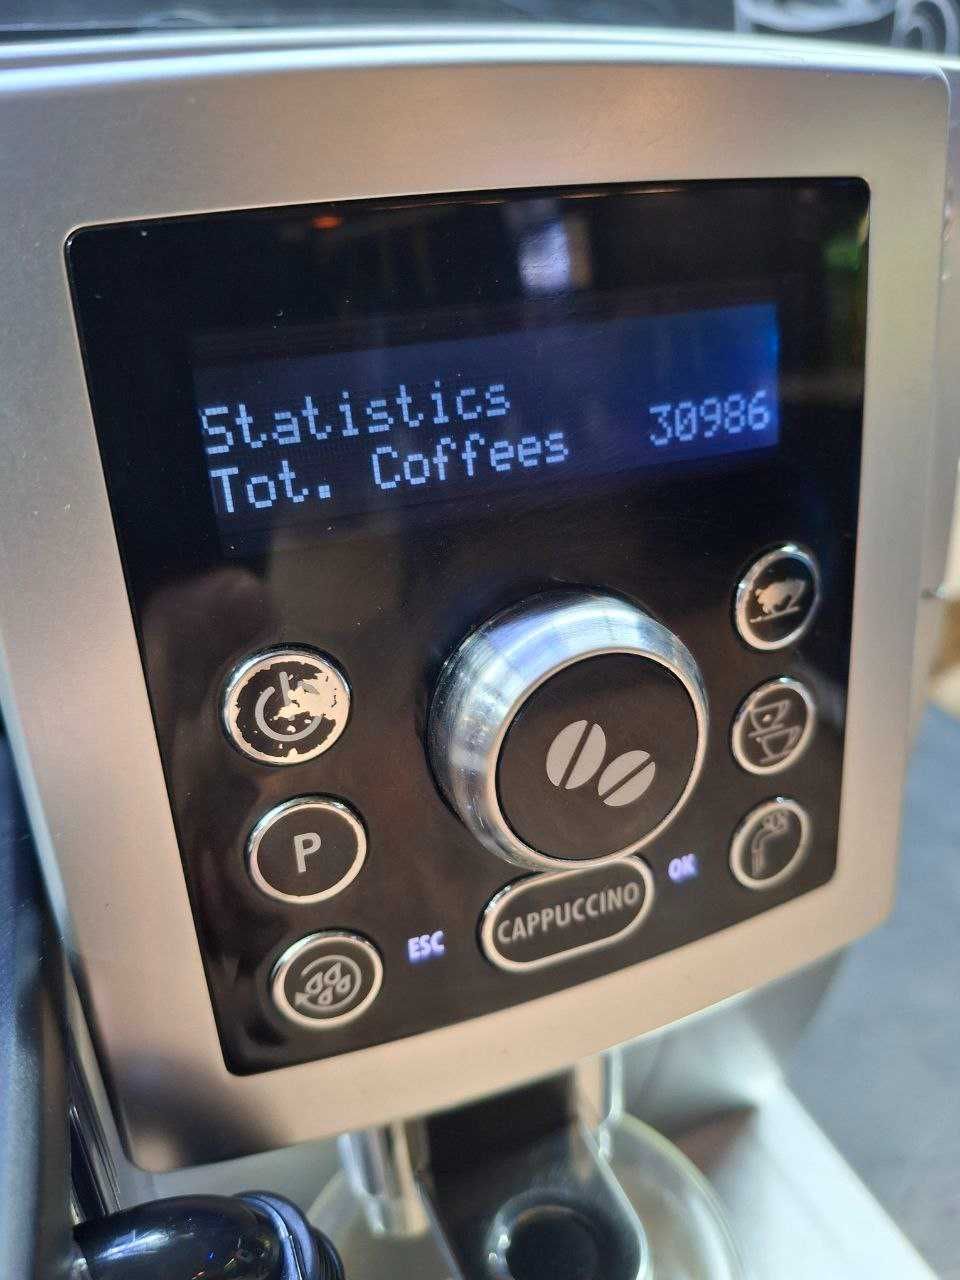 Statistics
Tot. Coffees 30986
P
ESC
CAPPUCCINO
OK